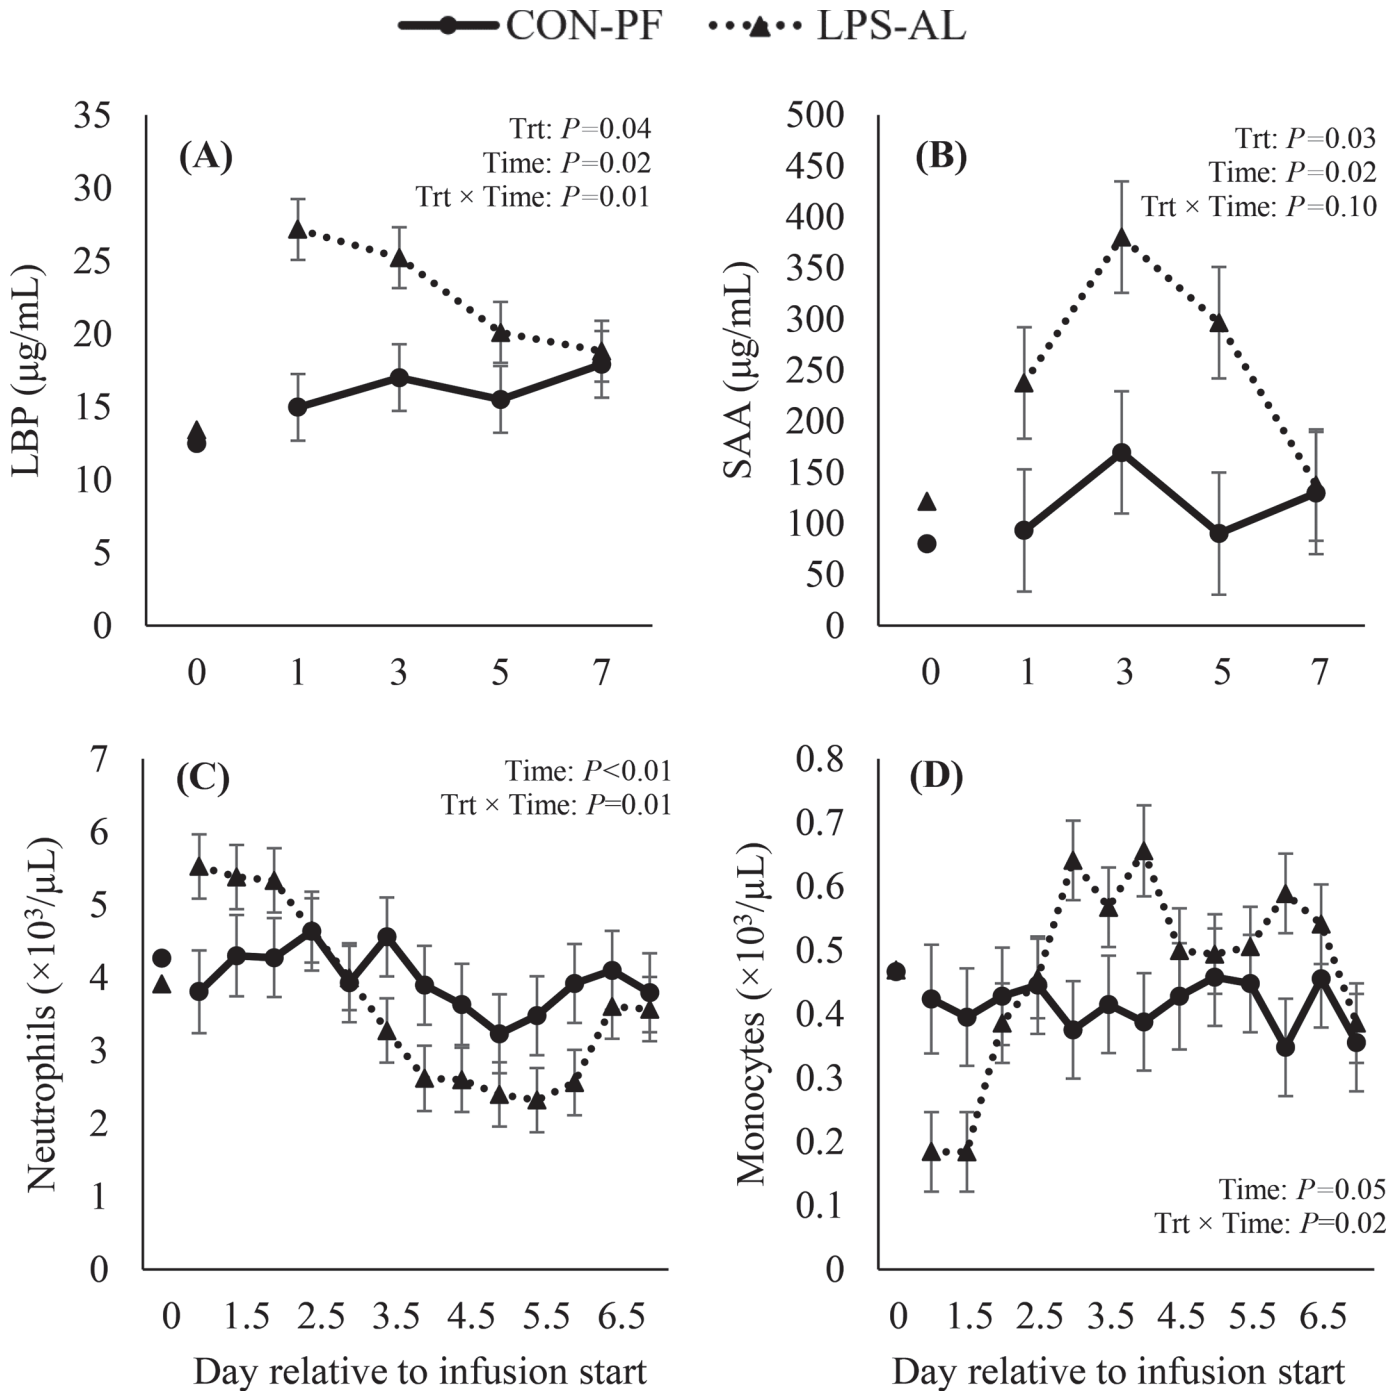 CON-PF LPS-AL
(A)
Trt: P=0.04
Time: P=0.02
Trt × Time: P=0.01
LBP (µg/mL)
35
30
25
20
15
10
5
0
0 1 3 5 7
(B)
Trt: P=0.03
Time: P=0.02
Trt × Time: P=0.10
SAA (µg/mL)
500
450
400
350
300
250
200
150
100
50
0
0 1 3 5 7
(C)
Time: P<0.01
Trt × Time: P=0.01
Neutrophils (×10³/µL)
7
6
5
4
3
2
1
0
0 1.5 2.5 3.5 4.5 5.5 6.5
Day relative to infusion start
(D)
Monocytes (×10³/µL)
0.8
0.7
0.6
0.5
0.4
0.3
0.2
0.1
0
Time: P=0.05
Trt × Time: P=0.02
0 1.5 2.5 3.5 4.5 5.5 6.5
Day relative to infusion start